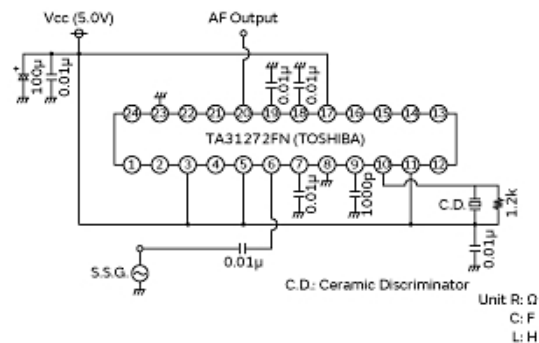 Vcc (5.0V)
AF Output
100μ
0.01μ
0.01μ
0.01μ
24 23 22 21 20 19 18 17 16 15 14 13
TA31272FN (TOSHIBA)
1 2 3 4 5 6 7 8 9 10 11 12
0.01μ
1000p
C.D.
1.2k
0.01μ
S.S.G.
0.01μ
C.D.: Ceramic Discriminator
Unit R: Ω
C: F
L: H